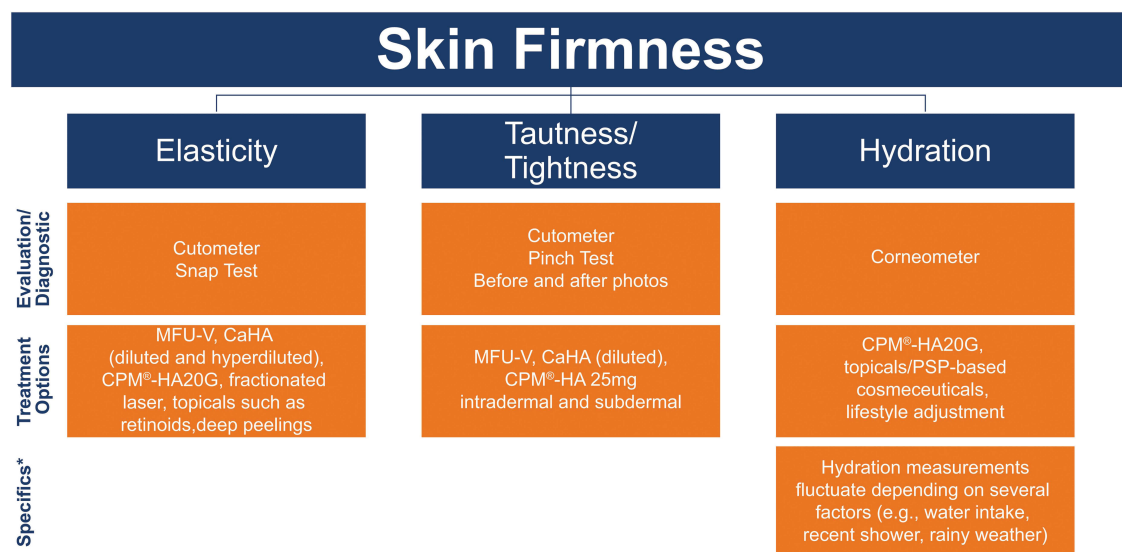 Skin Firmness
Elasticity
Tautness/
Tightness
Hydration
Evaluation/
Diagnostic
Cutometer
Snap Test
Cutometer
Pinch Test
Before and after photos
Corneometer
Treatment
Options
MFU-V, CaHA
(diluted and hyperdiluted),
CPM®-HA20G, fractionated
laser, topicals such as
retinoids,deep peelings
MFU-V, CaHA (diluted),
CPM®-HA 25mg
intradermal and subdermal
CPM®-HA20G,
topicals/PSP-based
cosmeceuticals,
lifestyle adjustment
Specifics*
Hydration measurements
fluctuate depending on several
factors (e.g., water intake,
recent shower, rainy weather)